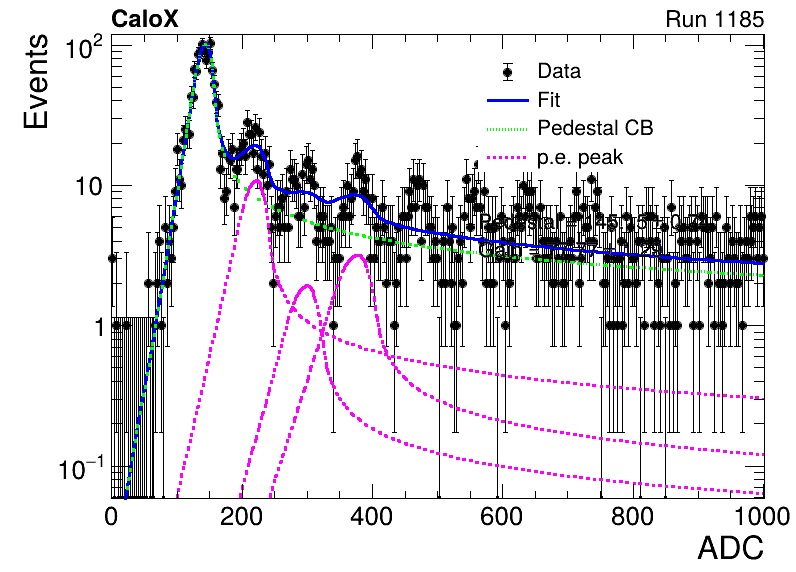 CaloX
Run 1185
Events
Data
Fit
Pedestal CB
p.e. peak
10²
10
1
10⁻¹
0
200
400
600
800
1000
ADC